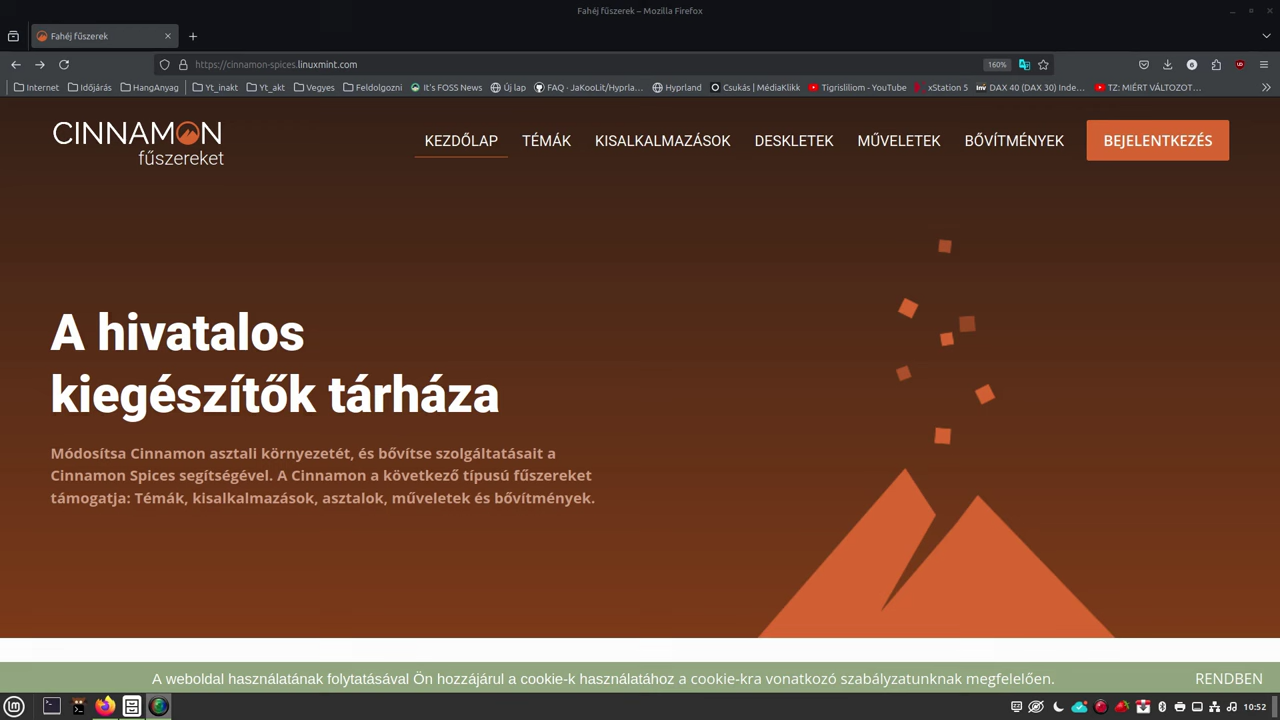 Fahéj fűszerek – Mozilla Firefox
Fahéj fűszerek
https://cinnamon-spices.linuxmint.com
160%
Internet
Időjárás
HangAnyag
Yt_inakt
Yt_akt
Vegyes
Feldolgozni
It's FOSS News
Új lap
FAQ · JaKooLit/Hyprla…
Hyprland
Csukás | MédiaKlikk
Tigrisliliom - YouTube
xStation 5
DAX 40 (DAX 30) Inde…
TZ: MIÉRT VÁLTOZOT…
CINNAMON
fűszereket
KEZDŐLAP
TÉMÁK
KISALKALMAZÁSOK
DESKLETEK
MŰVELETEK
BŐVÍTMÉNYEK
BEJELENTKEZÉS
A hivatalos
kiegészítők tárháza
Módosítsa Cinnamon asztali környezetét, és bővítse szolgáltatásait a
Cinnamon Spices segítségével. A Cinnamon a következő típusú fűszereket
támogatja: Témák, kisalkalmazások, asztalok, műveletek és bővítmények.
A weboldal használatának folytatásával Ön hozzájárul a cookie-k használatához a cookie-kra vonatkozó szabályzatunknak megfelelően.
RENDBEN
10:52